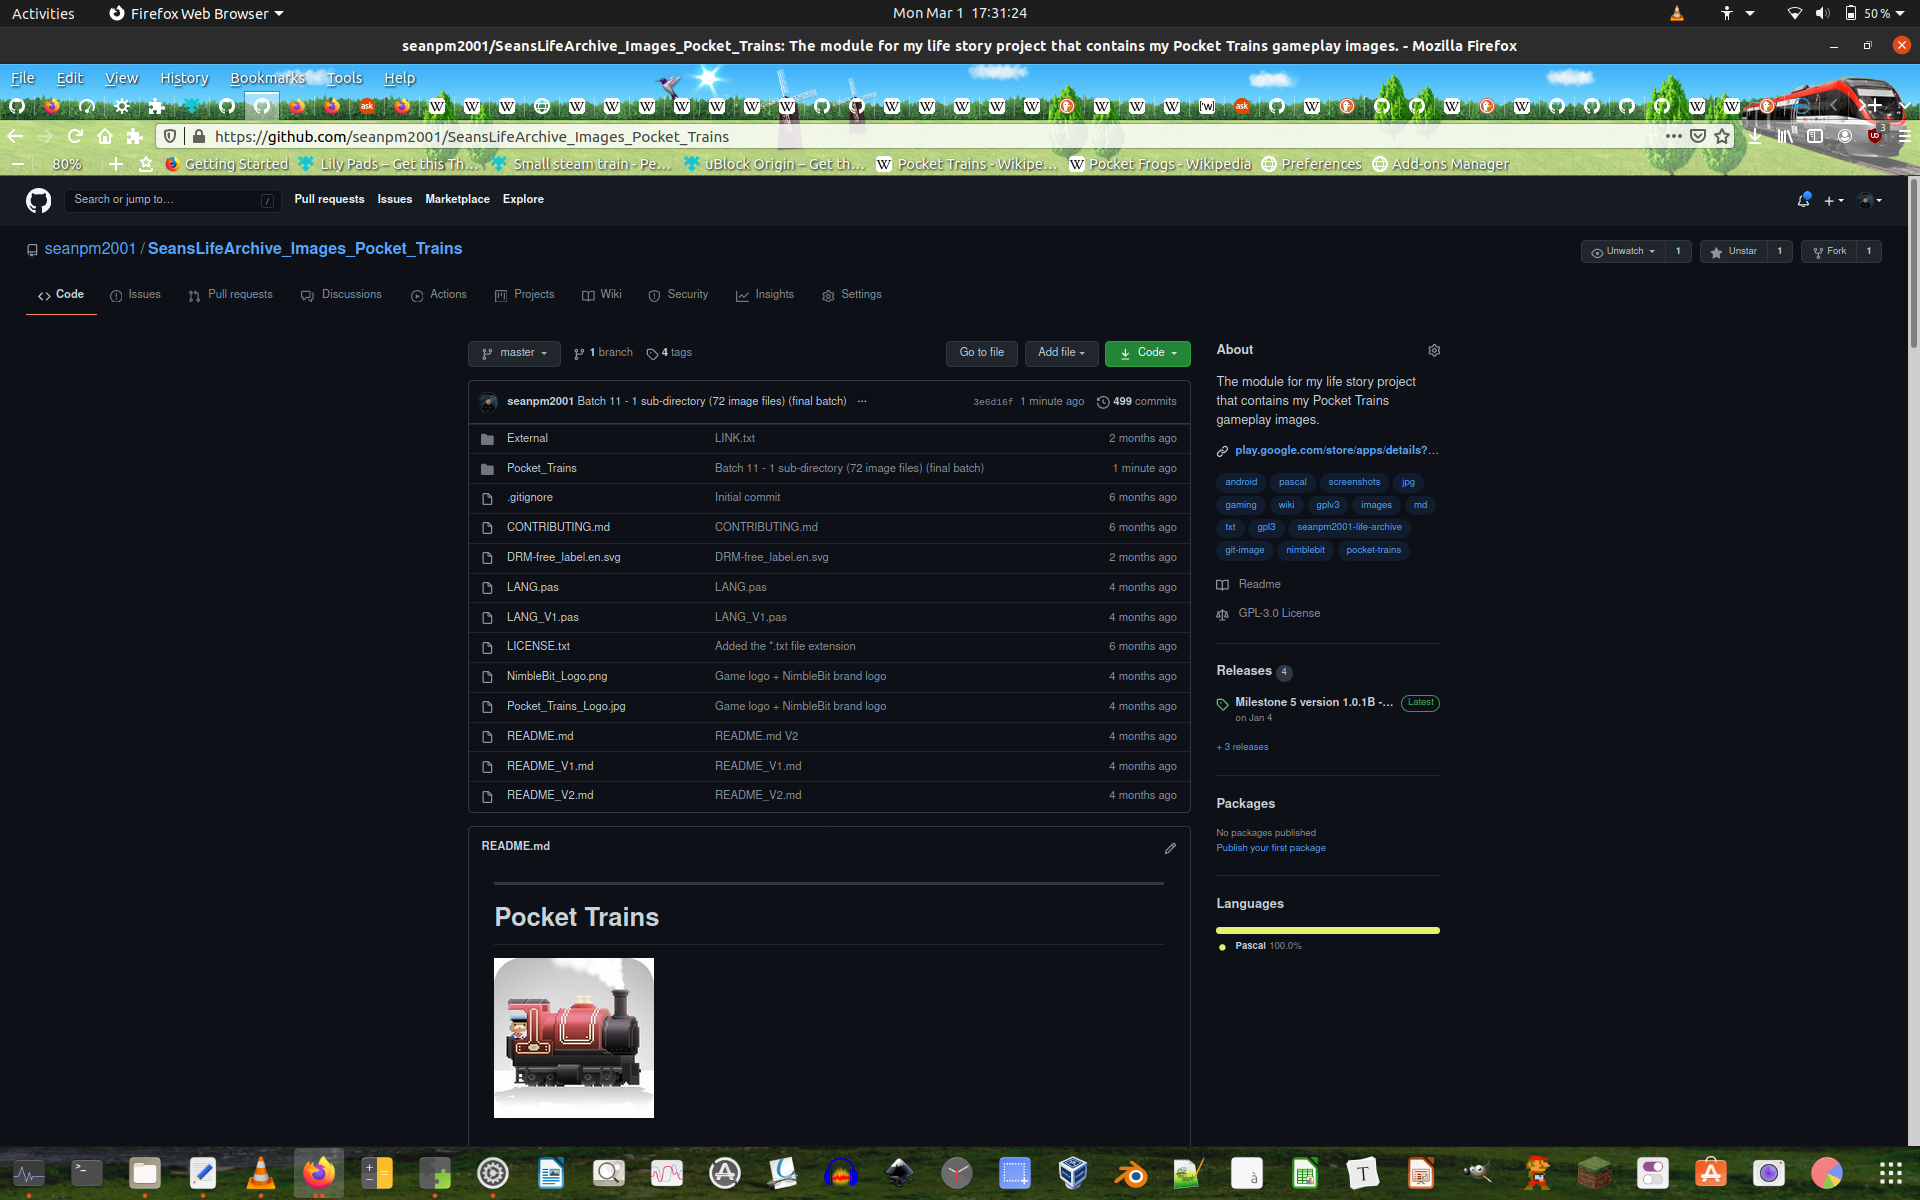 Activities Firefox Web Browser Mon Mar 1 17:31:24 50 %
seanpm2001/SeansLifeArchive_Images_Pocket_Trains: The module for my life story project that contains my Pocket Trains gameplay images. - Mozilla Firefox
File Edit View History Bookmarks Tools Help
https://github.com/seanpm2001/SeansLifeArchive_Images_Pocket_Trains
80% Getting Started Lily Pads – Get this Th… Small steam train - Pe… uBlock Origin – Get th… Pocket Trains - Wikipe… Pocket Frogs - Wikipedia Preferences Add-ons Manager
Search or jump to… / Pull requests Issues Marketplace Explore
seanpm2001 / SeansLifeArchive_Images_Pocket_Trains Unwatch 1 Unstar 1 Fork 1
Code Issues Pull requests Discussions Actions Projects Wiki Security Insights Settings
master 1 branch 4 tags Go to file Add file Code
seanpm2001 Batch 11 - 1 sub-directory (72 image files) (final batch) ... 3e6d16f 1 minute ago 499 commits
External LINK.txt 2 months ago
Pocket_Trains Batch 11 - 1 sub-directory (72 image files) (final batch) 1 minute ago
.gitignore Initial commit 6 months ago
CONTRIBUTING.md CONTRIBUTING.md 6 months ago
DRM-free_label.en.svg DRM-free_label.en.svg 2 months ago
LANG.pas LANG.pas 4 months ago
LANG_V1.pas LANG_V1.pas 4 months ago
LICENSE.txt Added the *.txt file extension 6 months ago
NimbleBit_Logo.png Game logo + NimbleBit brand logo 4 months ago
Pocket_Trains_Logo.jpg Game logo + NimbleBit brand logo 4 months ago
README.md README.md V2 4 months ago
README_V1.md README_V1.md 4 months ago
README_V2.md README_V2.md 4 months ago
README.md
Pocket Trains
About
The module for my life story project
that contains my Pocket Trains
gameplay images.
play.google.com/store/apps/details?…
android pascal screenshots jpg
gaming wiki gplv3 images md
txt gpl3 seanpm2001-life-archive
git-image nimblebit pocket-trains
Readme
GPL-3.0 License
Releases 4
Milestone 5 version 1.0.1B -… Latest
on Jan 4
+ 3 releases
Packages
No packages published
Publish your first package
Languages
Pascal 100.0%